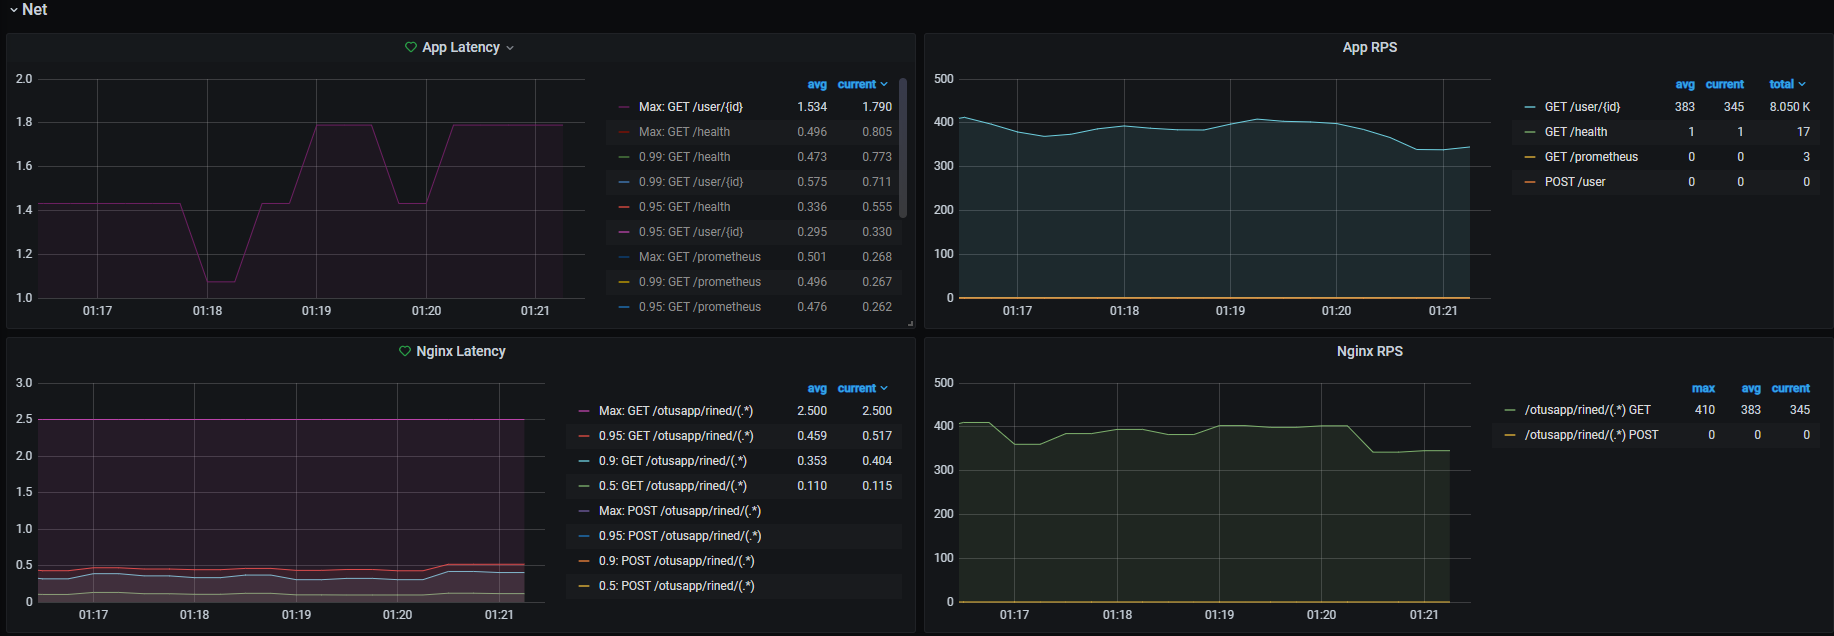 Net
App Latency
2.0
1.8
1.6
1.4
1.2
1.0
01:17 01:18 01:19 01:20 01:21
avg current
Max: GET /user/{id} 1.534 1.790
Max: GET /health 0.496 0.805
0.99: GET /health 0.473 0.773
0.99: GET /user/{id} 0.575 0.711
0.95: GET /health 0.336 0.555
0.95: GET /user/{id} 0.295 0.330
Max: GET /prometheus 0.501 0.268
0.99: GET /prometheus 0.496 0.267
0.95: GET /prometheus 0.476 0.262
App RPS
500
400
300
200
100
0
01:17 01:18 01:19 01:20 01:21
avg current total
GET /user/{id} 383 345 8.050 K
GET /health 1 1 17
GET /prometheus 0 0 3
POST /user 0 0 0
Nginx Latency
3.0
2.5
2.0
1.5
1.0
0.5
0
01:17 01:18 01:19 01:20 01:21
avg current
Max: GET /otusapp/rined/(.*) 2.500 2.500
0.95: GET /otusapp/rined/(.*) 0.459 0.517
0.9: GET /otusapp/rined/(.*) 0.353 0.404
0.5: GET /otusapp/rined/(.*) 0.110 0.115
Max: POST /otusapp/rined/(.*)
0.95: POST /otusapp/rined/(.*)
0.9: POST /otusapp/rined/(.*)
0.5: POST /otusapp/rined/(.*)
Nginx RPS
500
400
300
200
100
0
01:17 01:18 01:19 01:20 01:21
max avg current
/otusapp/rined/(.*) GET 410 383 345
/otusapp/rined/(.*) POST 0 0 0